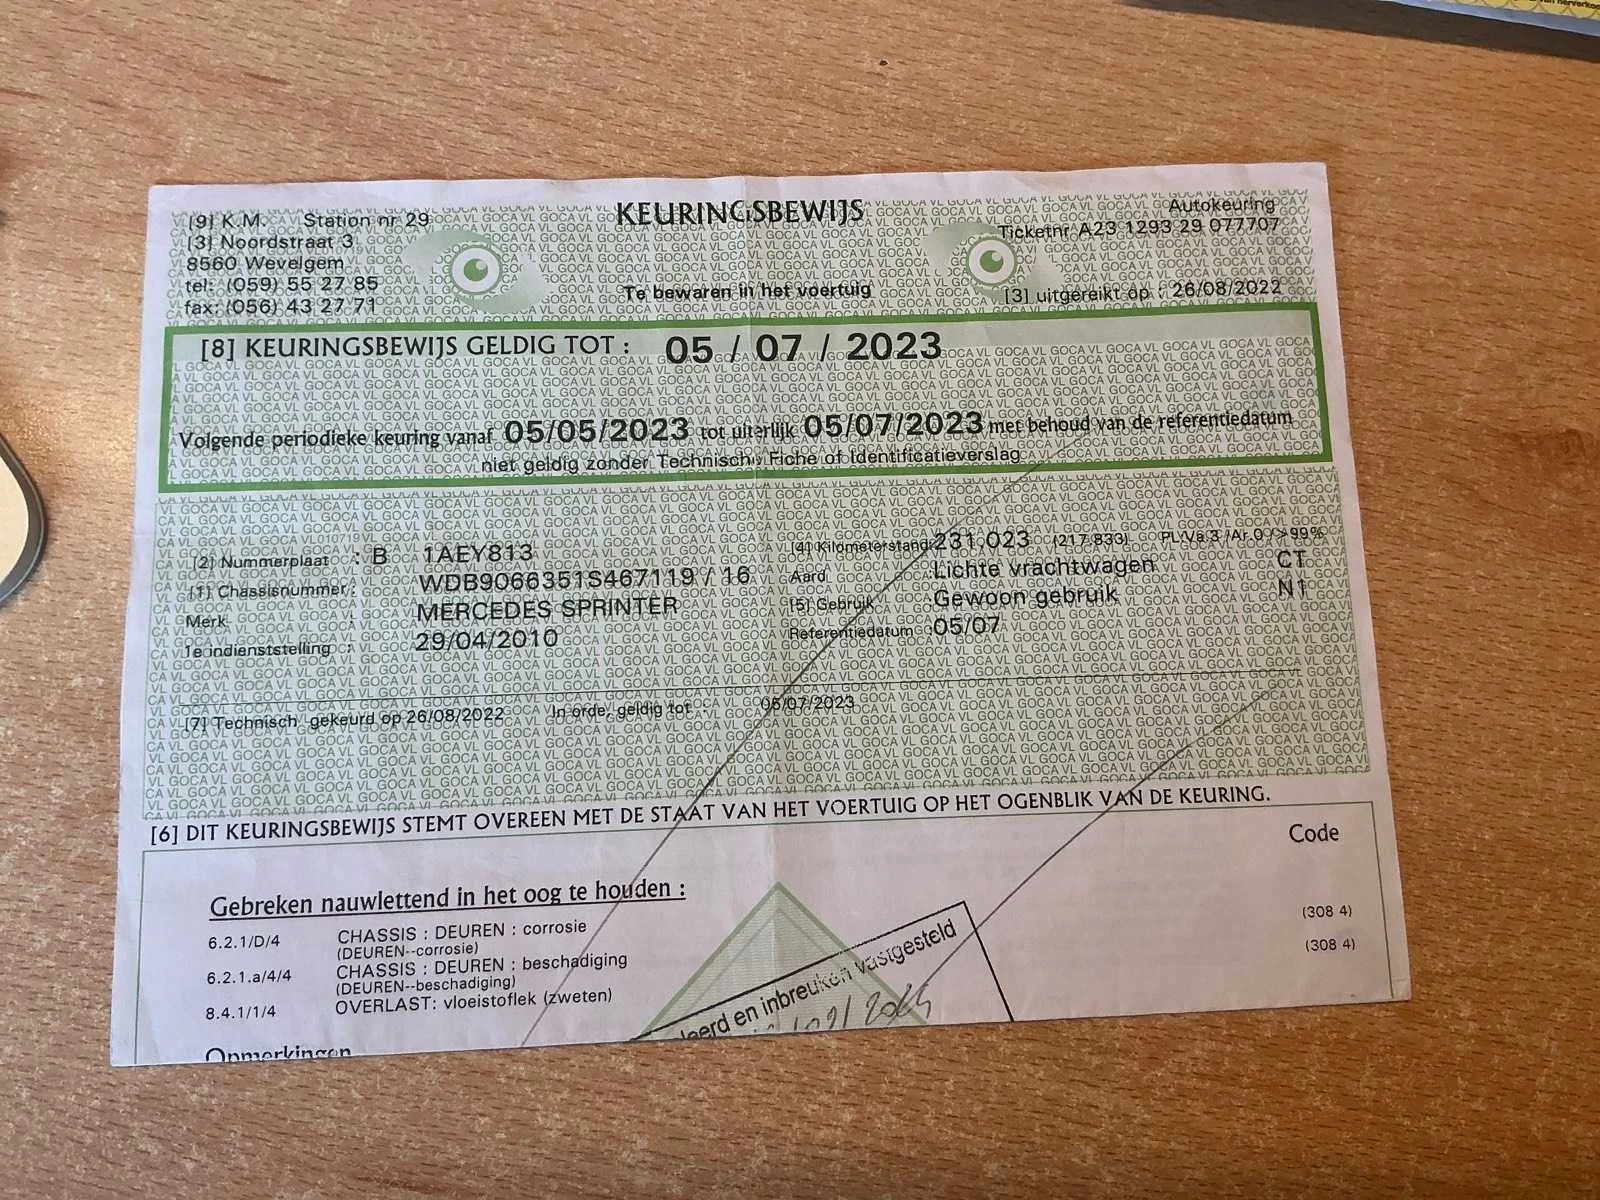 [9] K.M. Station nr 29
[3] Noordstraat 3
8560 Wevelgem
tel: (059) 55 27 85
fax: (056) 43 27 71
KEURINGSBEWIJS
Te bewaren in het voertuig
Autokeuring
Ticketnr A23 1293 29 077707
[3] uitgereikt op : 26/08/2022
[8] KEURINGSBEWIJS GELDIG TOT : 05 / 07 / 2023
Volgende periodieke keuring vanaf 05/05/2023 tot uiterlijk 05/07/2023 met behoud van de referentiedatum
niet geldig zonder Technische Fiche of Identificatieverslag
[2] Nummerplaat : B 1AEY813
[1] Chassisnummer : WDB9066351S467119 / 16
Merk : MERCEDES SPRINTER
1e indienststelling : 29/04/2010
[4] Kilometerstand: 231.023 (217.833) PL:Va.3 /Ar.0 / >99%
Aard Lichte vrachtwagen CT
[5] Gebruik Gewoon gebruik N1
Referentiedatum :05/07
[7] Technisch gekeurd op 26/08/2022 In orde, geldig tot : 05/07/2023
[6] DIT KEURINGSBEWIJS STEMT OVEREEN MET DE STAAT VAN HET VOERTUIG OP HET OGENBLIK VAN DE KEURING.
Code
Gebreken nauwlettend in het oog te houden :
6.2.1/D/4 CHASSIS : DEUREN : corrosie (308 4)
(DEUREN--corrosie)
6.2.1.a/4/4 CHASSIS : DEUREN : beschadiging (308 4)
(DEUREN--beschadiging)
8.4.1/1/4 OVERLAST: vloeistoflek (zweten)
leerd en inbreuken vastgesteld
Opmerkingen